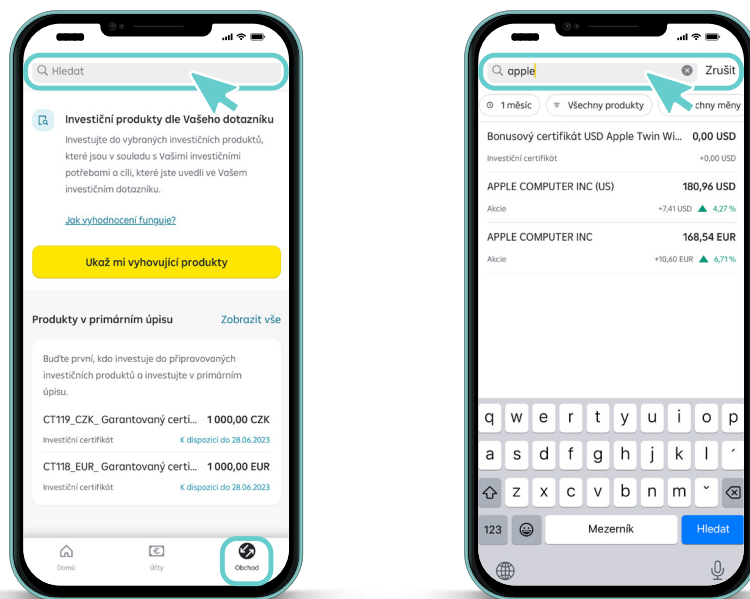 Hledat
Investiční produkty dle Vašeho dotazníku
Investujte do vybraných investičních produktů,
které jsou v souladu s Vašimi investičními
potřebami a cíli, které jste uvedli ve Vašem
investičním dotazníku.
Jak vyhodnocení funguje?
Ukaž mi vyhovující produkty
Produkty v primárním úpisu Zobrazit vše
Buďte první, kdo investuje do připravovaných
investičních produktů a investujte v primárním
úpisu.
CT119_CZK_ Garantovaný certi... 1 000,00 CZK
Investiční certifikát K dispozici do 28.06.2023
CT118_EUR_ Garantovaný certi... 1 000,00 EUR
Investiční certifikát K dispozici do 28.06.2023
Domů Účty Obchod
apple Zrušit
1 měsíc Všechny produkty chny měny
Bonusový certifikát USD Apple Twin Wi... 0,00 USD
Investiční certifikát +0,00 USD
APPLE COMPUTER INC (US) 180,96 USD
Akcie +7,41 USD ▲ 4,27 %
APPLE COMPUTER INC 168,54 EUR
Akcie +10,60 EUR ▲ 6,71 %
q w e r t y u i o p
a s d f g h j k l ´
z x c v b n m ˇ
123 Mezerník Hledat